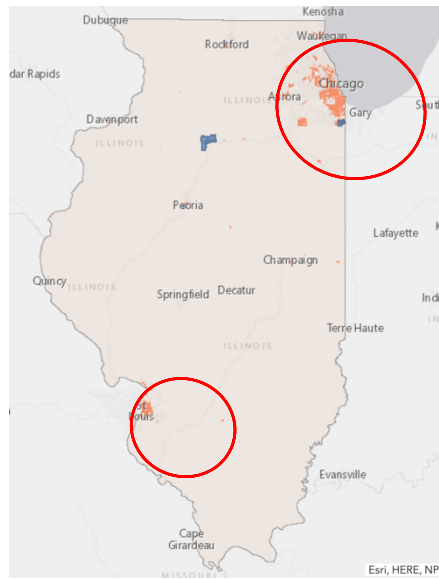 Kenosha
Dubuque
Waukegan
Rockford
dar Rapids
Chicago
Aurora
ILLINOIS
Gary
South
Davenport
ILLINOIS
Peoria
Lafayette
Champaign
Quincy
ILLINOIS
Springfield
Decatur
Indi
IN
Terre Haute
ILLINOIS
Louis
Evansville
Cape
Girardeau
MISSOURI
Esri, HERE, NP